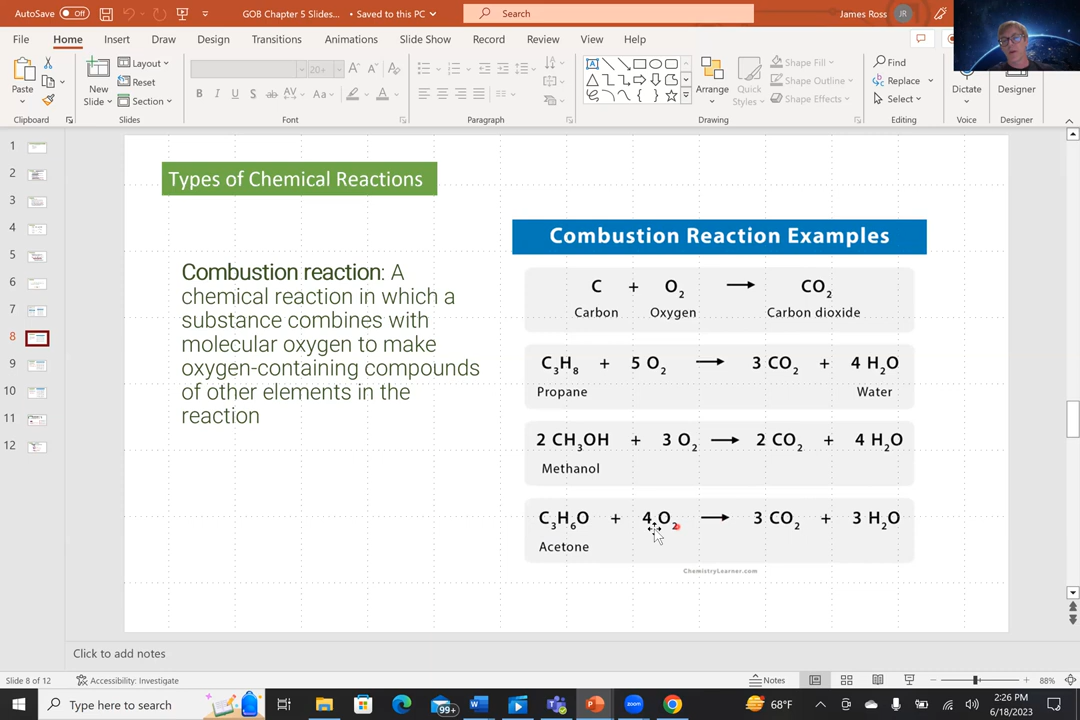 AutoSave Off GOB Chapter 5 Slides... • Saved to this PC Search James Ross JR
File Home Insert Draw Design Transitions Animations Slide Show Record Review View Help
Paste New Slide Layout Reset Section 20+ Arrange Quick Styles Shape Fill Shape Outline Shape Effects Find Replace Select Dictate Designer
B I U S ab AV Aa A
Clipboard Slides Font Paragraph Drawing Editing Voice Designer
1
2
3
4
5
6
7
8
9
10
11
12
Types of Chemical Reactions
Combustion reaction: A
chemical reaction in which a
substance combines with
molecular oxygen to make
oxygen-containing compounds
of other elements in the
reaction
Combustion Reaction Examples
C + O₂ → CO₂
Carbon Oxygen Carbon dioxide
C₃H₈ + 5 O₂ → 3 CO₂ + 4 H₂O
Propane Water
2 CH₃OH + 3 O₂ → 2 CO₂ + 4 H₂O
Methanol
C₃H₆O + 4 O₂ → 3 CO₂ + 3 H₂O
Acetone
ChemistryLearner.com
Click to add notes
Slide 8 of 12 Accessibility: Investigate Notes 88%
Type here to search 99+ 68°F 2:26 PM
6/18/2023